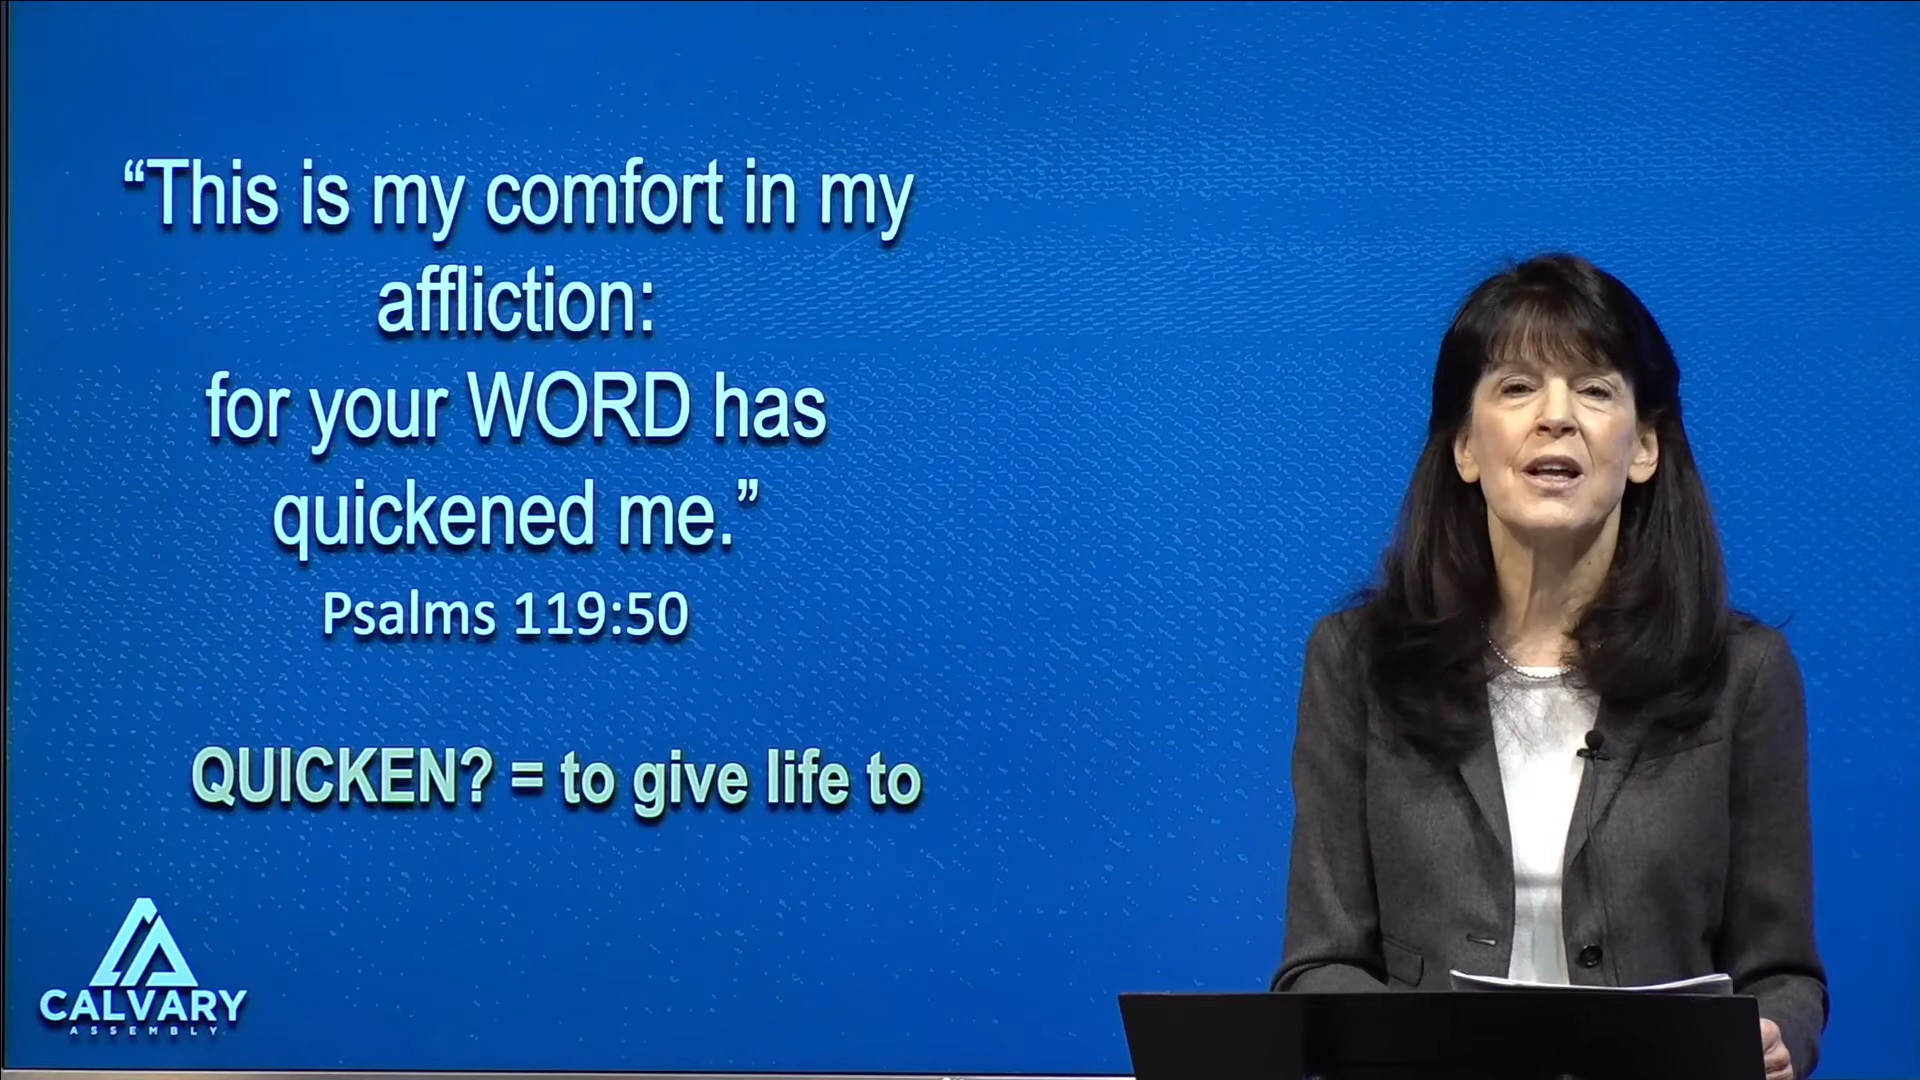 “This is my comfort in my
affliction:
for your WORD has
quickened me.”
Psalms 119:50
QUICKEN? = to give life to
CALVARY
ASSEMBLY